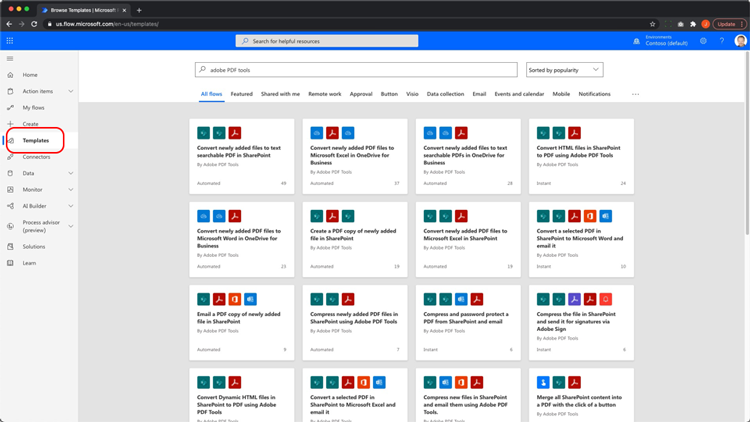 Browse Templates | Microsoft
us.flow.microsoft.com/en-us/templates/
J
Update
Search for helpful resources
Environments
Contoso (default)
?
Home
Action items
My flows
Create
Templates
Connectors
Data
Monitor
AI Builder
Process advisor
(preview)
Solutions
Learn
adobe PDF tools
Sorted by popularity
All flows
Featured
Shared with me
Remote work
Approval
Button
Visio
Data collection
Email
Events and calendar
Mobile
Notifications
Convert newly added files to text
searchable PDF in SharePoint
By Adobe PDF Tools
Automated 49
Convert newly added PDF files to
Microsoft Excel in OneDrive for
Business
By Adobe PDF Tools
Automated 37
Convert newly added files to text
searchable PDFs in OneDrive for
Business
By Adobe PDF Tools
Automated 28
Convert HTML files in SharePoint
to PDF using Adobe PDF Tools
By Adobe PDF Tools
Instant 24
Convert newly added PDF files to
Microsoft Word in OneDrive for
Business
By Adobe PDF Tools
Automated 23
Create a PDF copy of newly added
file in SharePoint
By Adobe PDF Tools
Automated 19
Convert newly added PDF files to
Microsoft Excel in SharePoint
By Adobe PDF Tools
Automated 19
Convert a selected PDF in
SharePoint to Microsoft Word and
email it
By Adobe PDF Tools
Instant 10
Email a PDF copy of newly added
file in SharePoint
By Adobe PDF Tools
Automated 9
Compress newly added PDF files in
SharePoint using Adobe PDF Tools
By Adobe PDF Tools
Automated 7
Compress and password protect a
PDF from SharePoint and email
By Adobe PDF Tools
Instant 6
Compress the file in SharePoint
and send it for signatures via
Adobe Sign
By Adobe PDF Tools
Instant 6
Convert Dynamic HTML files in
SharePoint to PDF using Adobe
PDF Tools
Convert a selected PDF in
SharePoint to Microsoft Excel and
email it
Compress new files in SharePoint
and email them using Adobe PDF
Tools.
Merge all SharePoint content into
a PDF with the click of a button
By Adobe PDF Tools